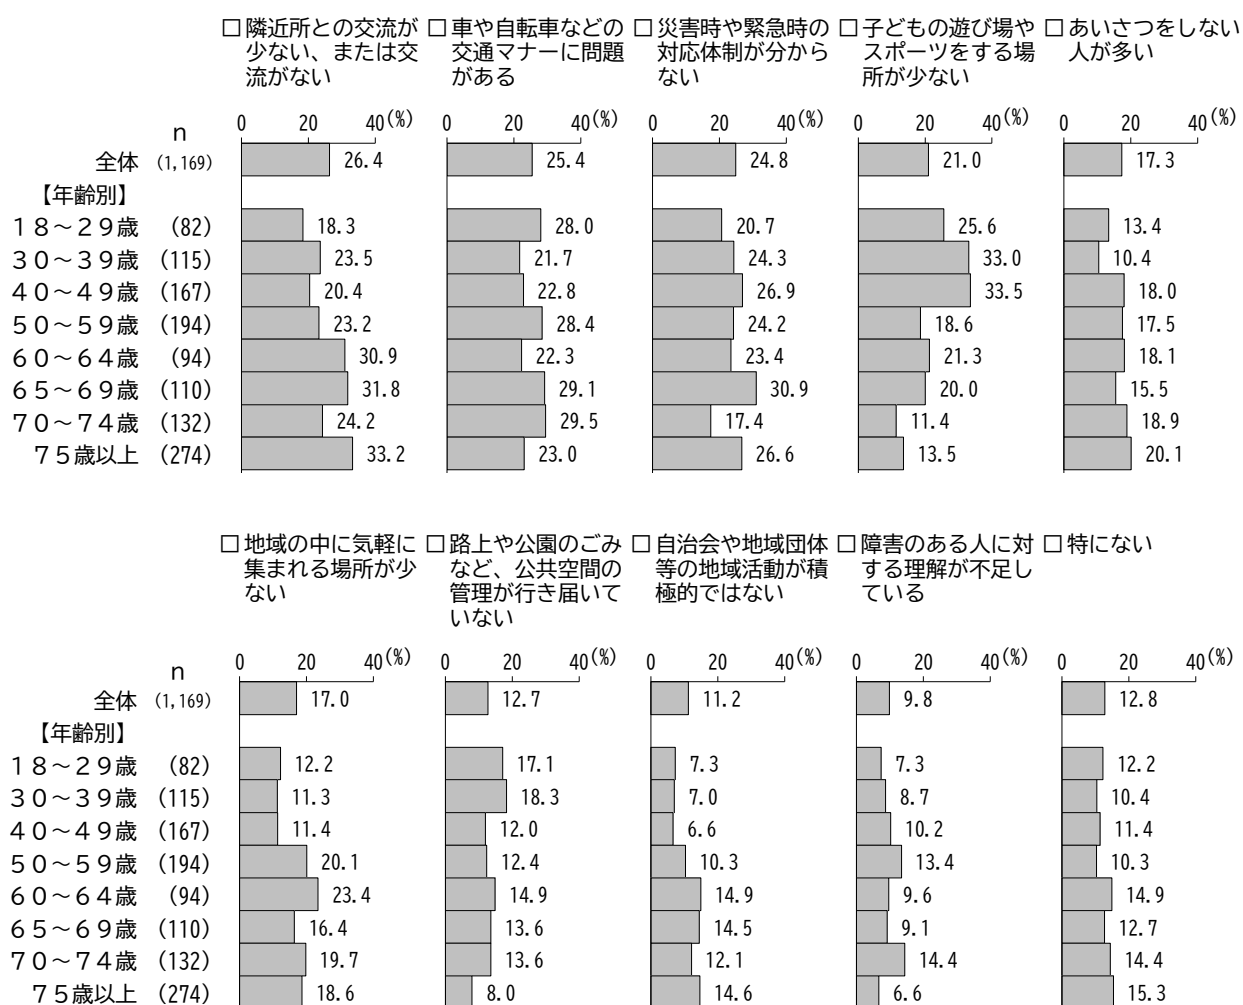 □ 隣近所との交流が少ない、または交流がない
□ 車や自転車などの交通マナーに問題がある
□ 災害時や緊急時の対応体制が分からない
□ 子どもの遊び場やスポーツをする場所が少ない
□ あいさつをしない人が多い
n 0 20 40(%) 0 20 40(%) 0 20 40(%) 0 20 40(%) 0 20 40(%)
全体 (1,169) 26.4 25.4 24.8 21.0 17.3
【年齢別】
18～29歳 (82) 18.3 28.0 20.7 25.6 13.4
30～39歳 (115) 23.5 21.7 24.3 33.0 10.4
40～49歳 (167) 20.4 22.8 26.9 33.5 18.0
50～59歳 (194) 23.2 28.4 24.2 18.6 17.5
60～64歳 (94) 30.9 22.3 23.4 21.3 18.1
65～69歳 (110) 31.8 29.1 30.9 20.0 15.5
70～74歳 (132) 24.2 29.5 17.4 11.4 18.9
75歳以上 (274) 33.2 23.0 26.6 13.5 20.1
□ 地域の中に気軽に集まれる場所が少ない
□ 路上や公園のごみなど、公共空間の管理が行き届いていない
□ 自治会や地域団体等の地域活動が積極的ではない
□ 障害のある人に対する理解が不足している
□ 特にない
n 0 20 40(%) 0 20 40(%) 0 20 40(%) 0 20 40(%) 0 20 40(%)
全体 (1,169) 17.0 12.7 11.2 9.8 12.8
【年齢別】
18～29歳 (82) 12.2 17.1 7.3 7.3 12.2
30～39歳 (115) 11.3 18.3 7.0 8.7 10.4
40～49歳 (167) 11.4 12.0 6.6 10.2 11.4
50～59歳 (194) 20.1 12.4 10.3 13.4 10.3
60～64歳 (94) 23.4 14.9 14.9 9.6 14.9
65～69歳 (110) 16.4 13.6 14.5 9.1 12.7
70～74歳 (132) 19.7 13.6 12.1 14.4 14.4
75歳以上 (274) 18.6 8.0 14.6 6.6 15.3